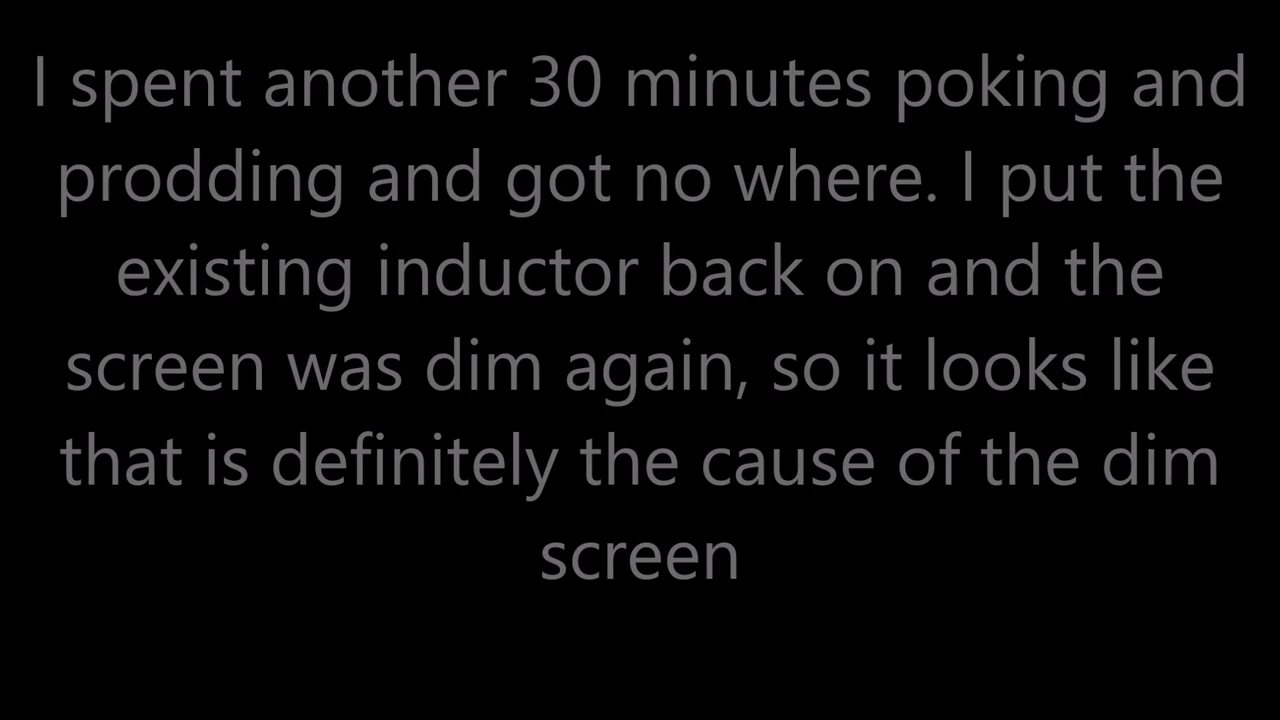 I spent another 30 minutes poking and
prodding and got no where. I put the
existing inductor back on and the
screen was dim again, so it looks like
that is definitely the cause of the dim
screen